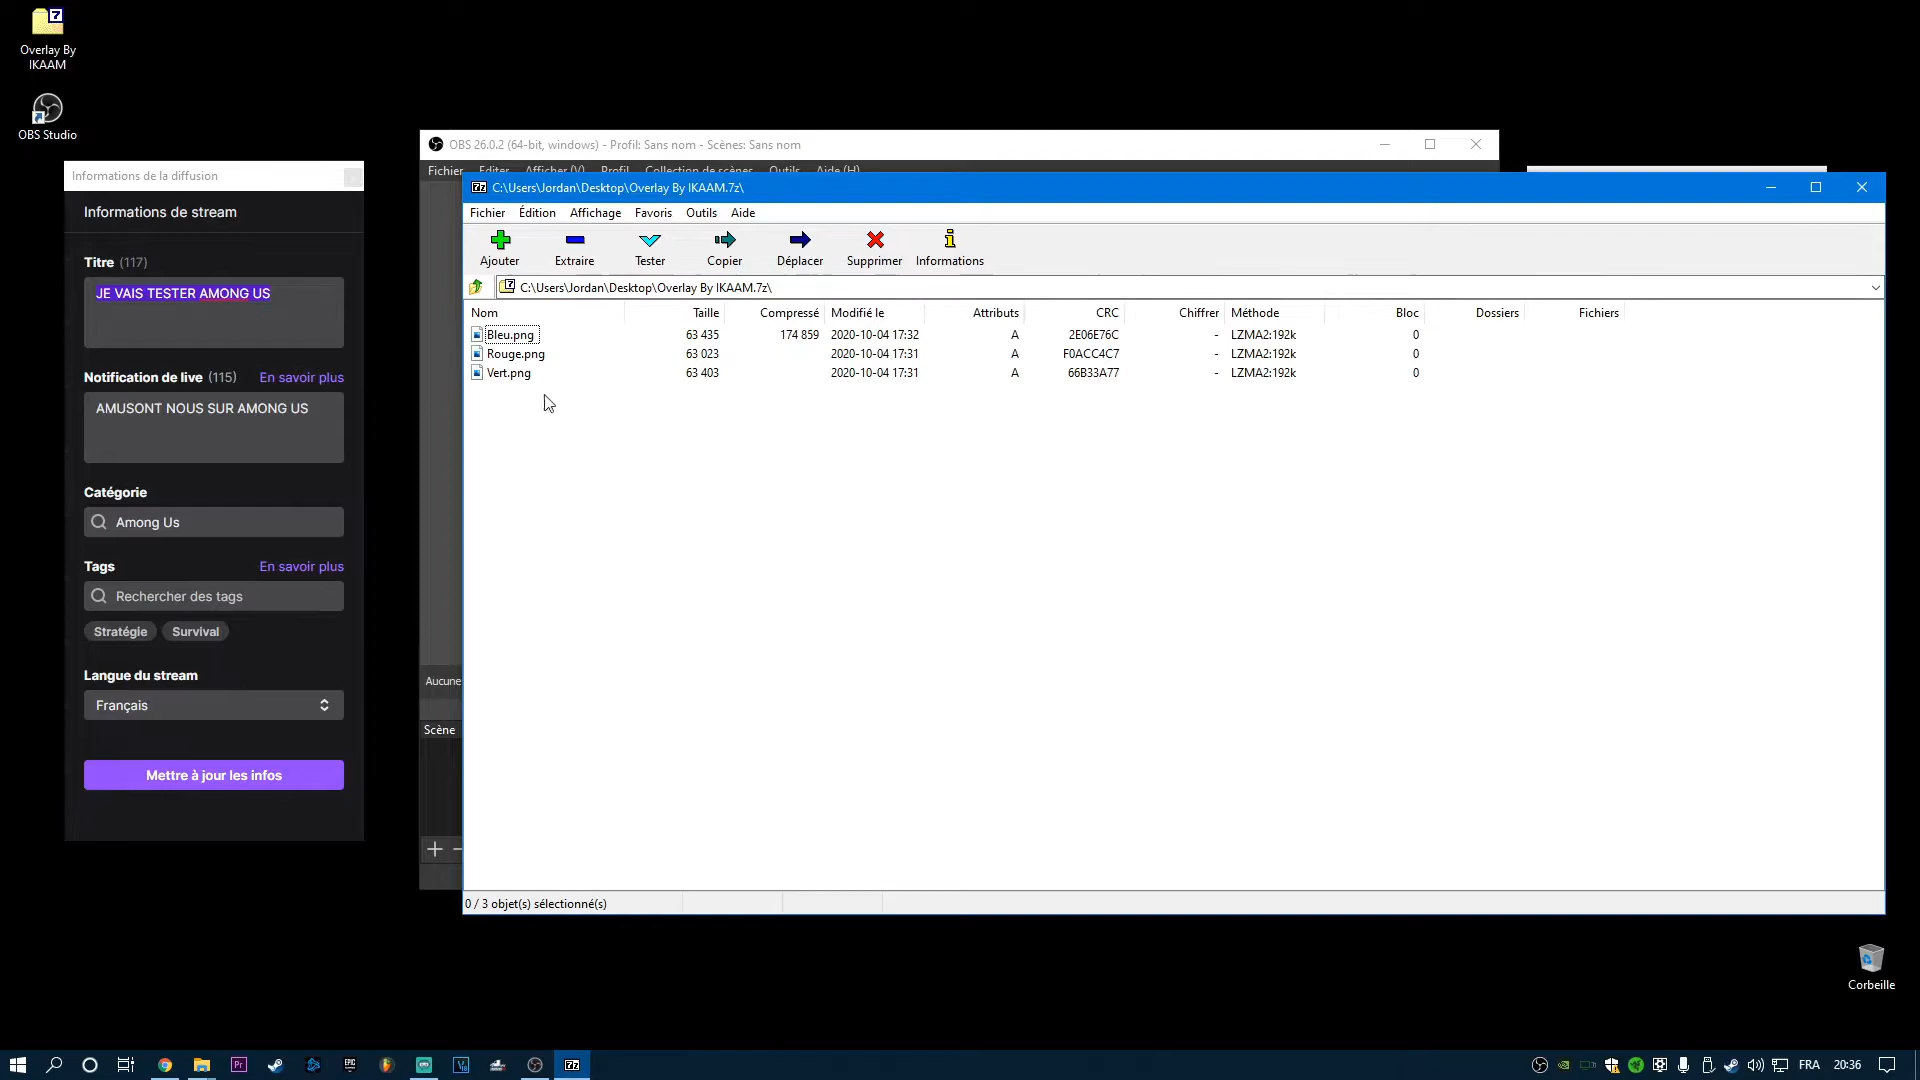 Overlay By
IKAAM
OBS Studio
Informations de la diffusion
Informations de stream
Titre (117)
JE VAIS TESTER AMONG US
Notification de live (115) En savoir plus
AMUSONT NOUS SUR AMONG US
Catégorie
Among Us
Tags En savoir plus
Rechercher des tags
Stratégie Survival
Langue du stream
Français
Mettre à jour les infos
OBS 26.0.2 (64-bit, windows) - Profil: Sans nom - Scènes: Sans nom
Fichier Editer Afficher (V) Profil Collection de scènes Outils Aide (H)
Aucune
Scène
C:\Users\Jordan\Desktop\Overlay By IKAAM.7z\
Fichier Édition Affichage Favoris Outils Aide
Ajouter Extraire Tester Copier Déplacer Supprimer Informations
C:\Users\Jordan\Desktop\Overlay By IKAAM.7z\
Nom Taille Compressé Modifié le Attributs CRC Chiffrer Méthode Bloc Dossiers Fichiers
Bleu.png 63 435 174 859 2020-10-04 17:32 A 2E06E76C - LZMA2:192k 0
Rouge.png 63 023 2020-10-04 17:31 A F0ACC4C7 - LZMA2:192k 0
Vert.png 63 403 2020-10-04 17:31 A 66B33A77 - LZMA2:192k 0
0 / 3 objet(s) sélectionné(s)
Corbeille
FRA 20:36